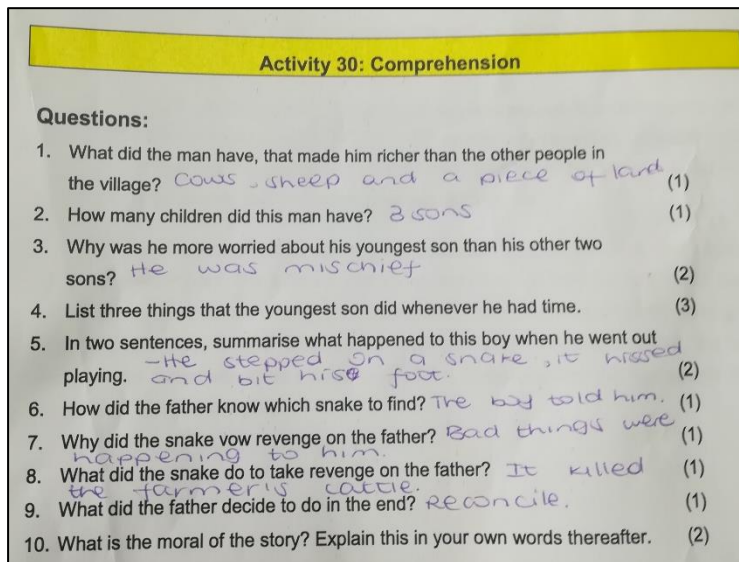 Activity 30: Comprehension
Questions:
1. What did the man have, that made him richer than the other people in
the village? Cows, sheep and a piece of land (1)
2. How many children did this man have? 3 sons (1)
3. Why was he more worried about his youngest son than his other two
sons? He was mischief (2)
4. List three things that the youngest son did whenever he had time. (3)
5. In two sentences, summarise what happened to this boy when he went out
-He stepped on a snake, it hissed
playing. and bit his foot. (2)
6. How did the father know which snake to find? The boy told him. (1)
7. Why did the snake vow revenge on the father? Bad things were (1)
happening to him.
8. What did the snake do to take revenge on the father? It killed (1)
the farmer's cattle.
9. What did the father decide to do in the end? Reconcile. (1)
10. What is the moral of the story? Explain this in your own words thereafter. (2)